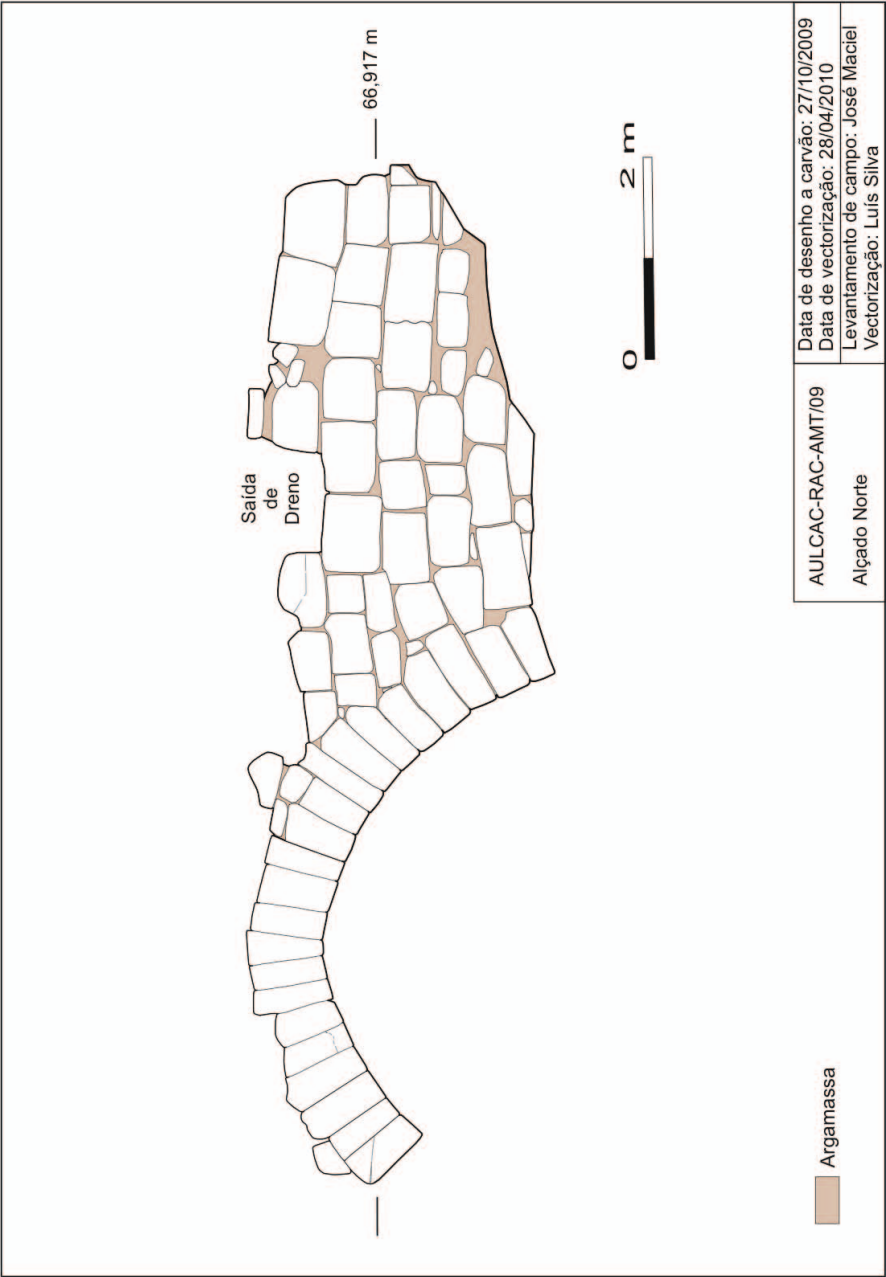 Saída
de
Dreno
66,917 m
0
2 m
Argamassa
AULCAC-RAC-AMT/09
Alçado Norte
Data de desenho a carvão: 27/10/2009
Data de vectorização: 28/04/2010
Levantamento de campo: José Maciel
Vectorização: Luís Silva